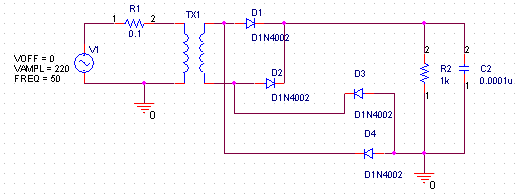 R1
TX1
D1
1
2
0.1
D1N4002
V1
VOFF = 0
VAMPL = 220
FREQ = 50
D2
D1N4002
D3
D1N4002
2
2
R2
1k
C2
0.0001u
1
1
0
D4
D1N4002
0